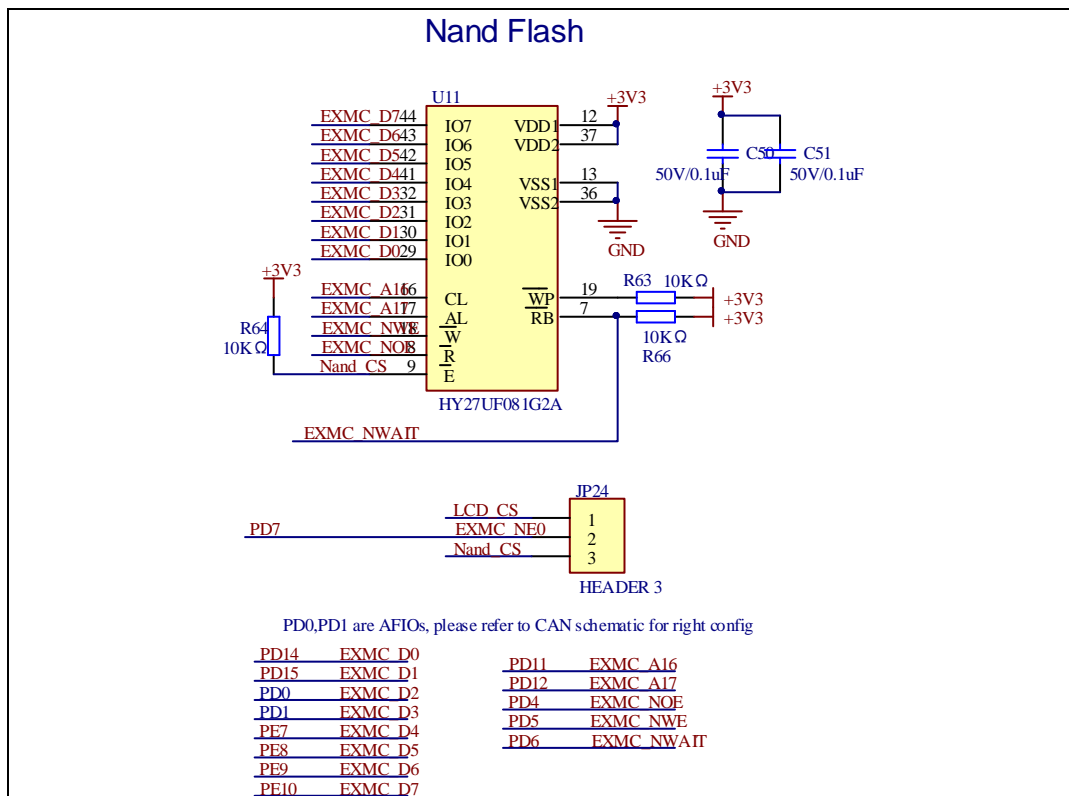 Nand Flash
U11
+3V3
+3V3
EXMC_D7 44 IO7 VDD1 12
EXMC_D6 43 IO6 VDD2 37
EXMC_D5 42 IO5
EXMC_D4 41 IO4 VSS1 13
EXMC_D3 32 IO3 VSS2 36
EXMC_D2 31 IO2
EXMC_D1 30 IO1
EXMC_D0 29 IO0
C50 C51
50V/0.1uF 50V/0.1uF
GND
GND
+3V3
R64
10KΩ
EXMC_A16 16 CL WP 19 R63 10KΩ +3V3
EXMC_A17 17 AL RB 7 +3V3
EXMC_NWE 18 W 10KΩ
EXMC_NOE 8 R R66
Nand_CS 9 E
HY27UF081G2A
EXMC_NWAIT
JP24
LCD_CS 1
PD7 EXMC_NE0 2
Nand_CS 3
HEADER 3
PD0,PD1 are AFIOs, please refer to CAN schematic for right config
PD14 EXMC_D0
PD15 EXMC_D1
PD0 EXMC_D2
PD1 EXMC_D3
PE7 EXMC_D4
PE8 EXMC_D5
PE9 EXMC_D6
PE10 EXMC_D7
PD11 EXMC_A16
PD12 EXMC_A17
PD4 EXMC_NOE
PD5 EXMC_NWE
PD6 EXMC_NWAIT